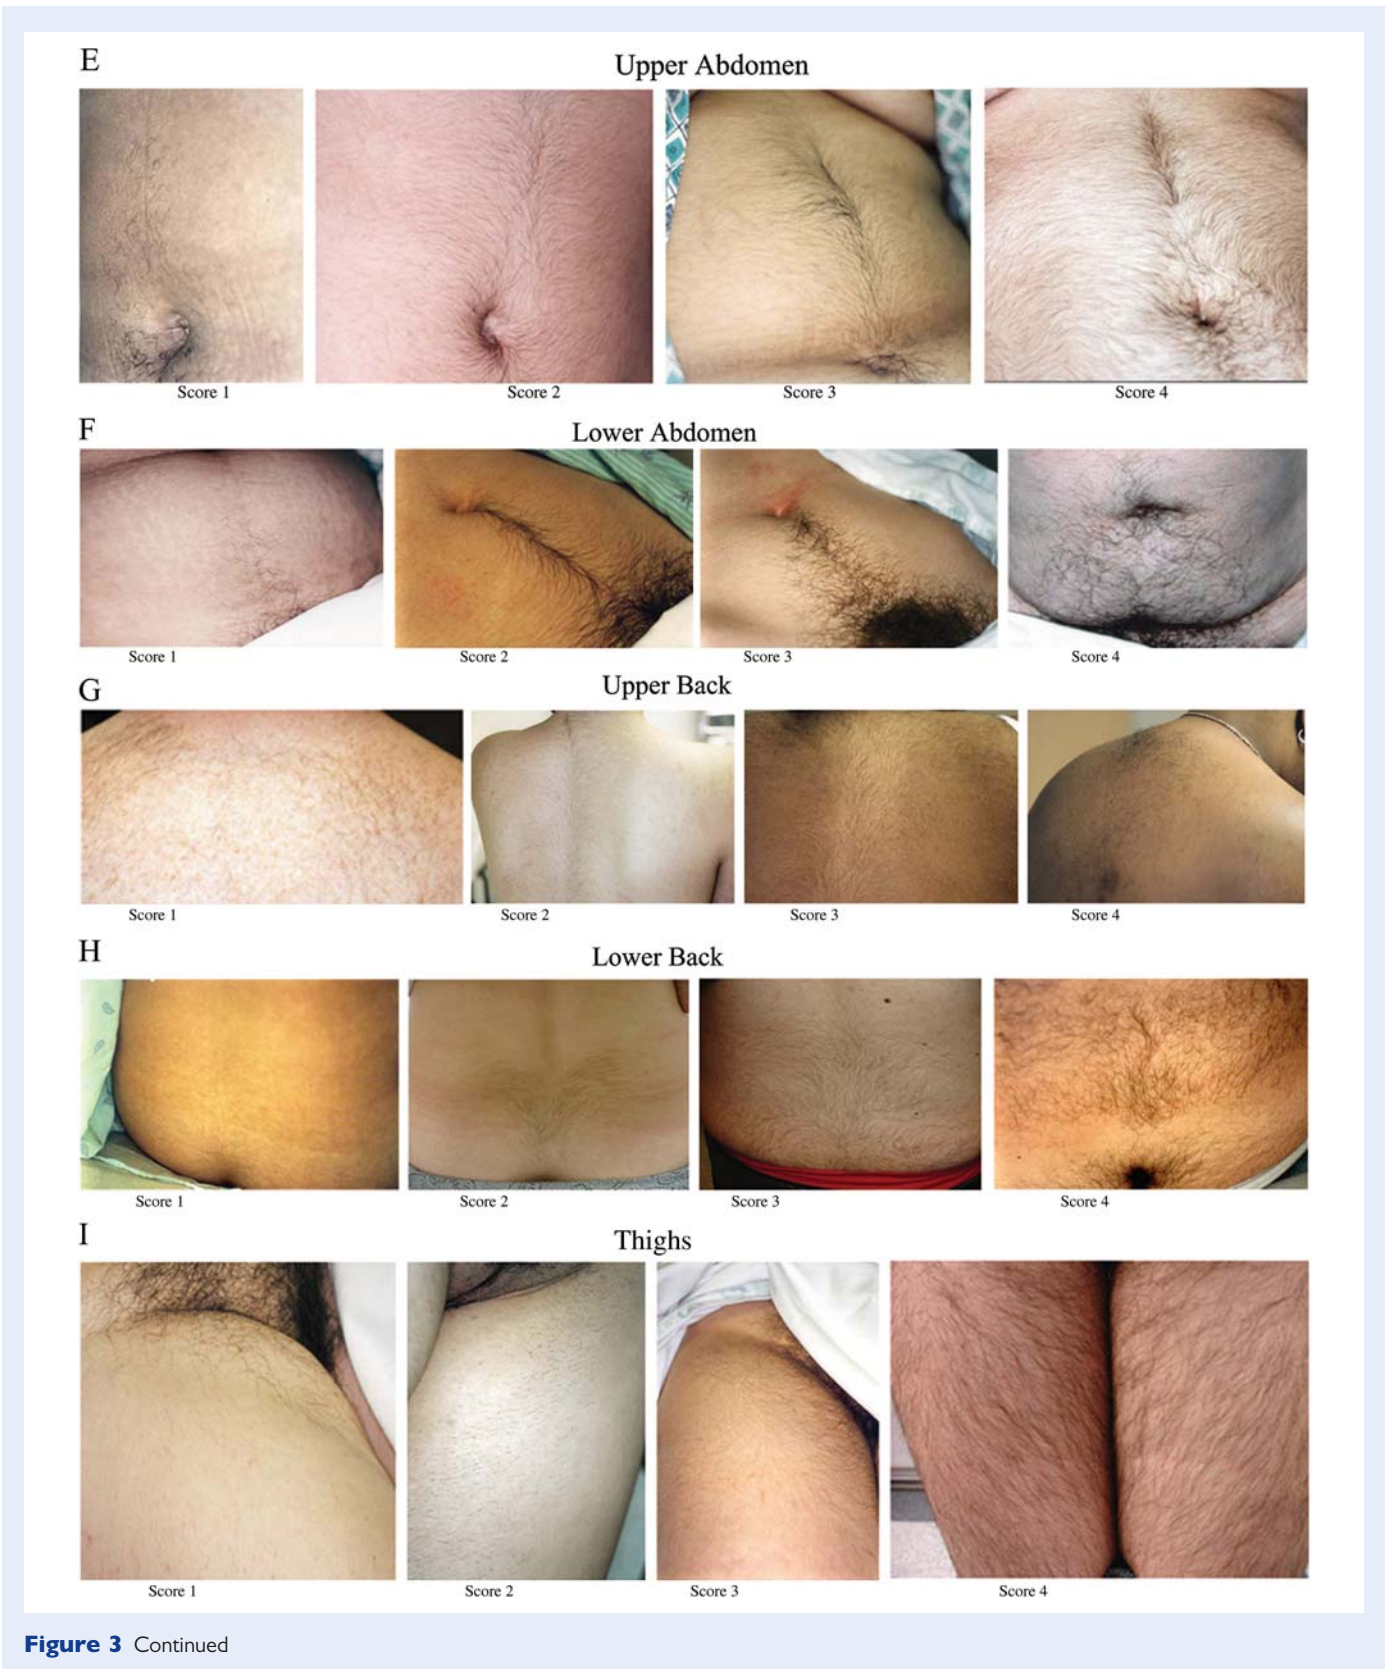 E
Upper Abdomen
Score 1
Score 2
Score 3
Score 4
F
Lower Abdomen
Score 1
Score 2
Score 3
Score 4
G
Upper Back
Score 1
Score 2
Score 3
Score 4
H
Lower Back
Score 1
Score 2
Score 3
Score 4
I
Thighs
Score 1
Score 2
Score 3
Score 4
Figure 3 Continued